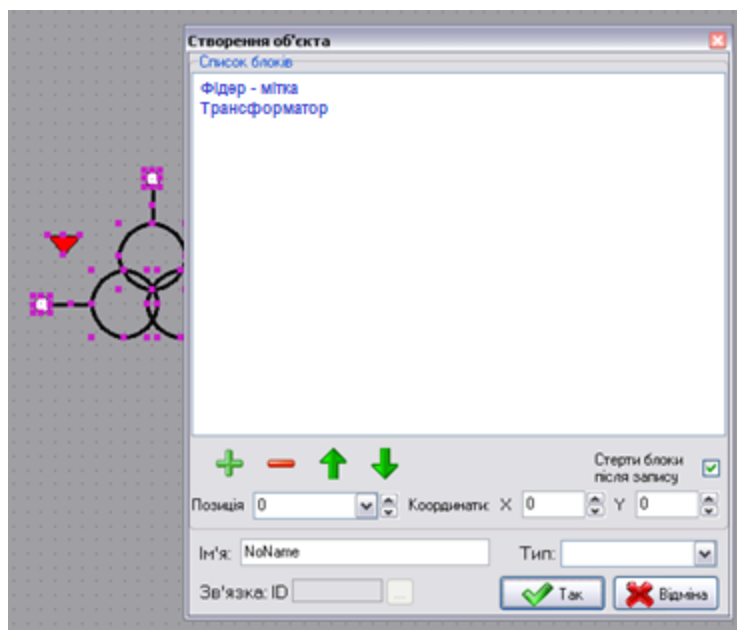 Створення об'єкта
Список блоків
Фідер - мітка
Трансформатор
Стерти блоки
після запису
Позиція 0 Координати: X 0 Y 0
Ім'я: NoName Тип:
Зв'язка: ID ... Так Відміна